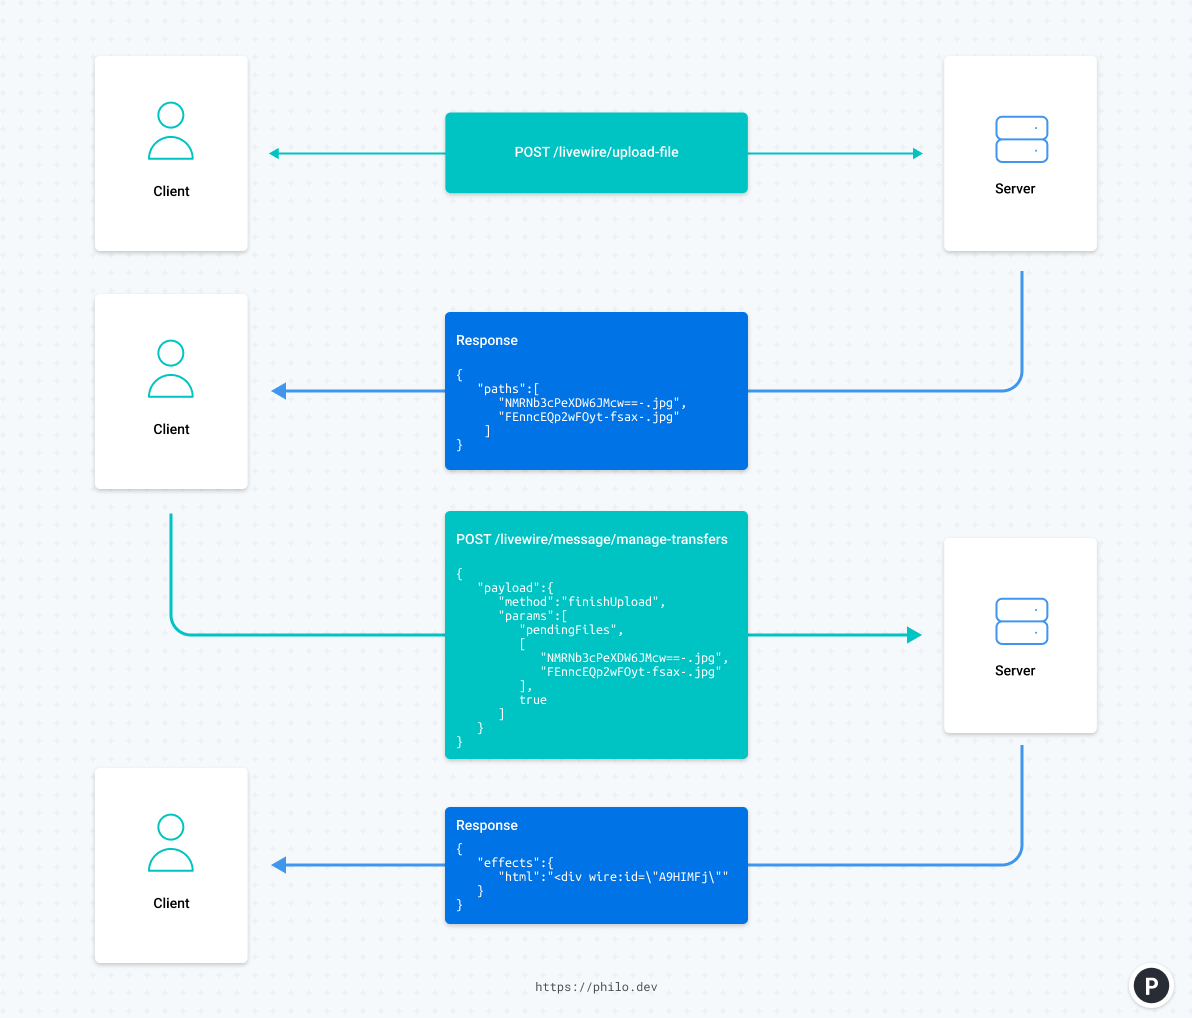 POST /livewire/upload-file
Client
Server
Response
{
"paths":[
"NMRNb3cPeXDW6JMcw==-.jpg",
"FEnncEQp2wFOyt-fsax-.jpg"
]
}
Client
POST /livewire/message/manage-transfers
{
"payload":{
"method":"finishUpload",
"params":[
"pendingFiles",
[
"NMRNb3cPeXDW6JMcw==-.jpg",
"FEnncEQp2wFOyt-fsax-.jpg"
],
true
]
}
}
Server
Response
{
"effects":{
"html":"<div wire:id=\"A9HIMFj\""
}
}
Client
https://philo.dev
P